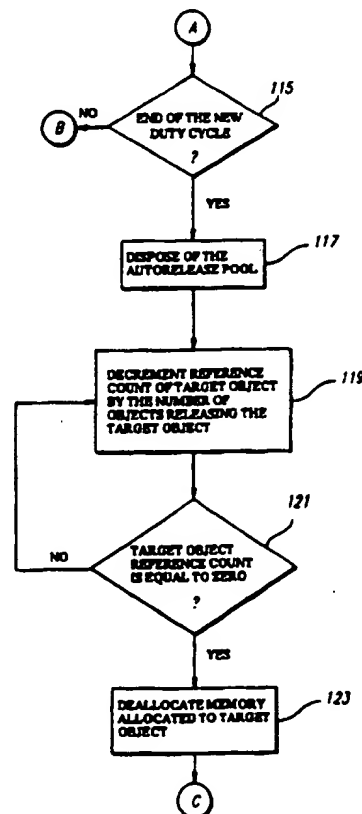 A
115
END OF THE NEW
DUTY CYCLE
?
NO
B
YES
117
DISPOSE OF THE
AUTORELEASE POOL
DECREMENT REFERENCE
COUNT OF TARGET OBJECT
BY THE NUMBER OF
OBJECTS RELEASING THE
TARGET OBJECT
119
121
TARGET OBJECT
REFERENCE COUNT
IS EQUAL TO ZERO
?
NO
YES
123
DEALLOCATE MEMORY
ALLOCATED TO TARGET
OBJECT
C